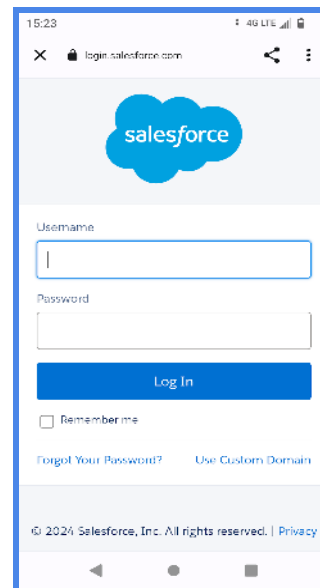 15:23 4G LTE
login.salesforce.com
salesforce
Username
Password
Log In
Remember me
Forgot Your Password? Use Custom Domain
© 2024 Salesforce, Inc. All rights reserved. | Privacy